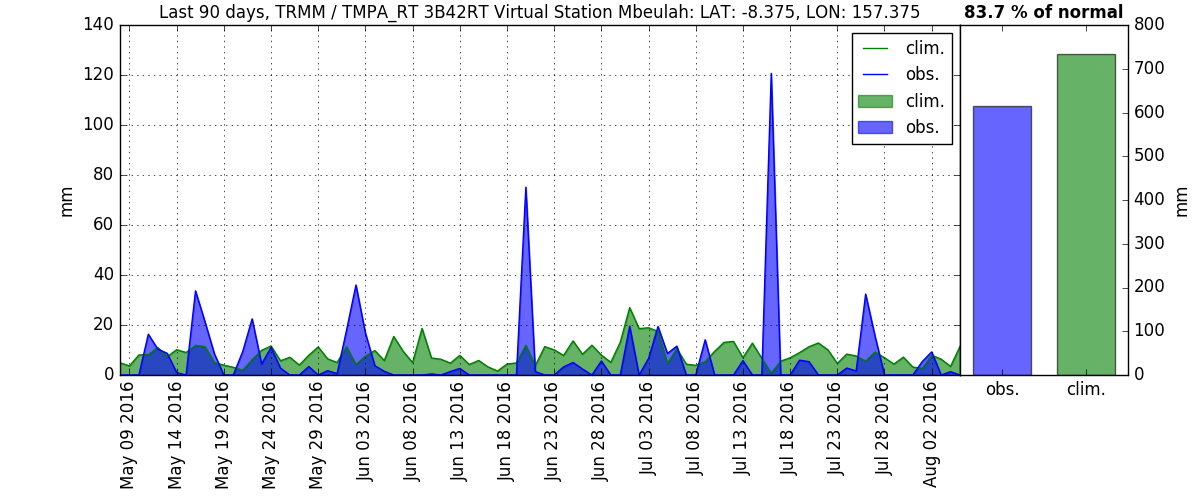 Last 90 days, TRMM / TMPA_RT 3B42RT Virtual Station Mbeulah: LAT: -8.375, LON: 157.375
83.7 % of normal
140
120
100
80
60
40
20
0
mm
clim.
obs.
clim.
obs.
May 09 2016
May 14 2016
May 19 2016
May 24 2016
May 29 2016
Jun 03 2016
Jun 08 2016
Jun 13 2016
Jun 18 2016
Jun 23 2016
Jun 28 2016
Jul 03 2016
Jul 08 2016
Jul 13 2016
Jul 18 2016
Jul 23 2016
Jul 28 2016
Aug 02 2016
800
700
600
500
400
300
200
100
0
mm
obs.
clim.